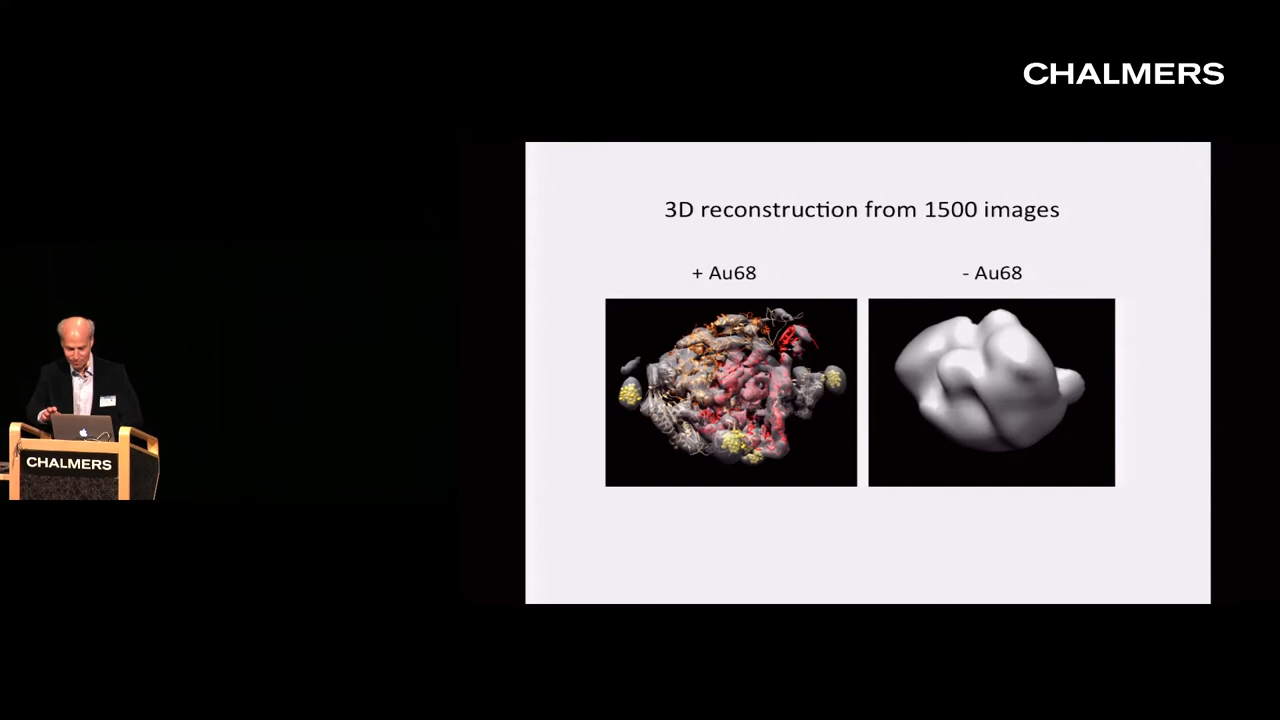 CHALMERS
3D reconstruction from 1500 images
+ Au68
- Au68
CHALMERS